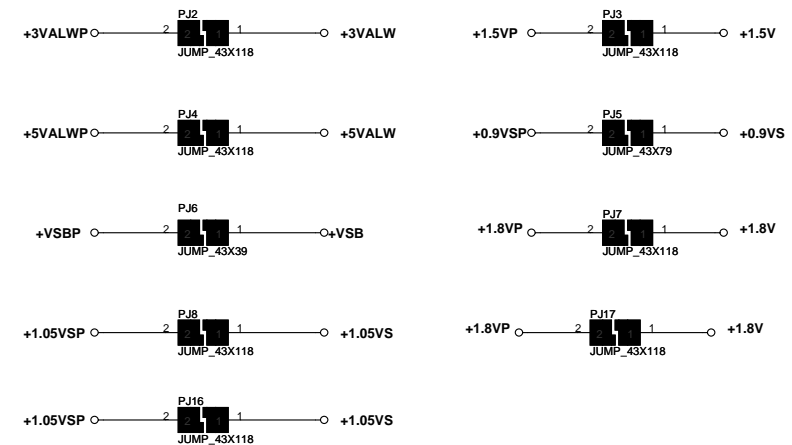 PJ2
+3VALWP 2 2 1 1 +3VALW
JUMP_43X118
PJ4
+5VALWP 2 2 1 1 +5VALW
JUMP_43X118
PJ6
+VSBP 2 2 1 1 +VSB
JUMP_43X39
PJ8
+1.05VSP 2 2 1 1 +1.05VS
JUMP_43X118
PJ16
+1.05VSP 2 2 1 1 +1.05VS
JUMP_43X118
PJ3
+1.5VP 2 2 1 1 +1.5V
JUMP_43X118
PJ5
+0.9VSP 2 2 1 1 +0.9VS
JUMP_43X79
PJ7
+1.8VP 2 2 1 1 +1.8V
JUMP_43X118
PJ17
+1.8VP 2 2 1 1 +1.8V
JUMP_43X118